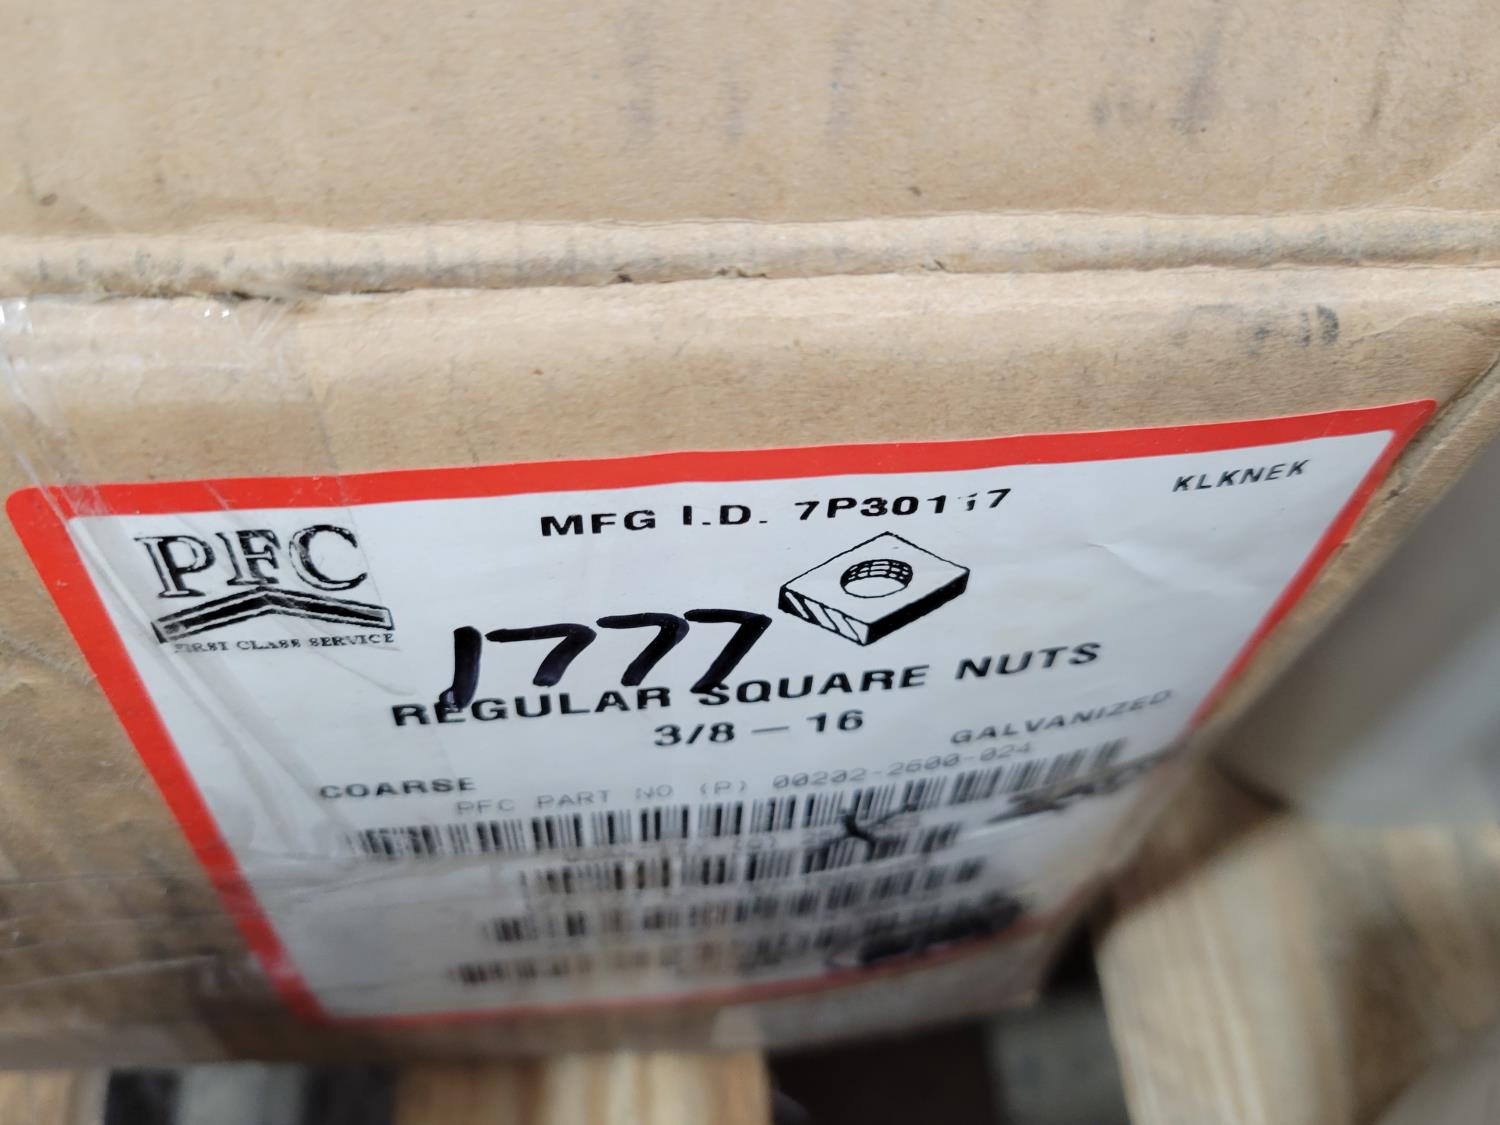 KLKNEK
MFG I.D. 7P30117
PFC
FIRST CLASS SERVICE
1777
REGULAR SQUARE NUTS
3/8 — 16
COARSE GALVANIZED
PFC PART NO (P) 00202-2600-024